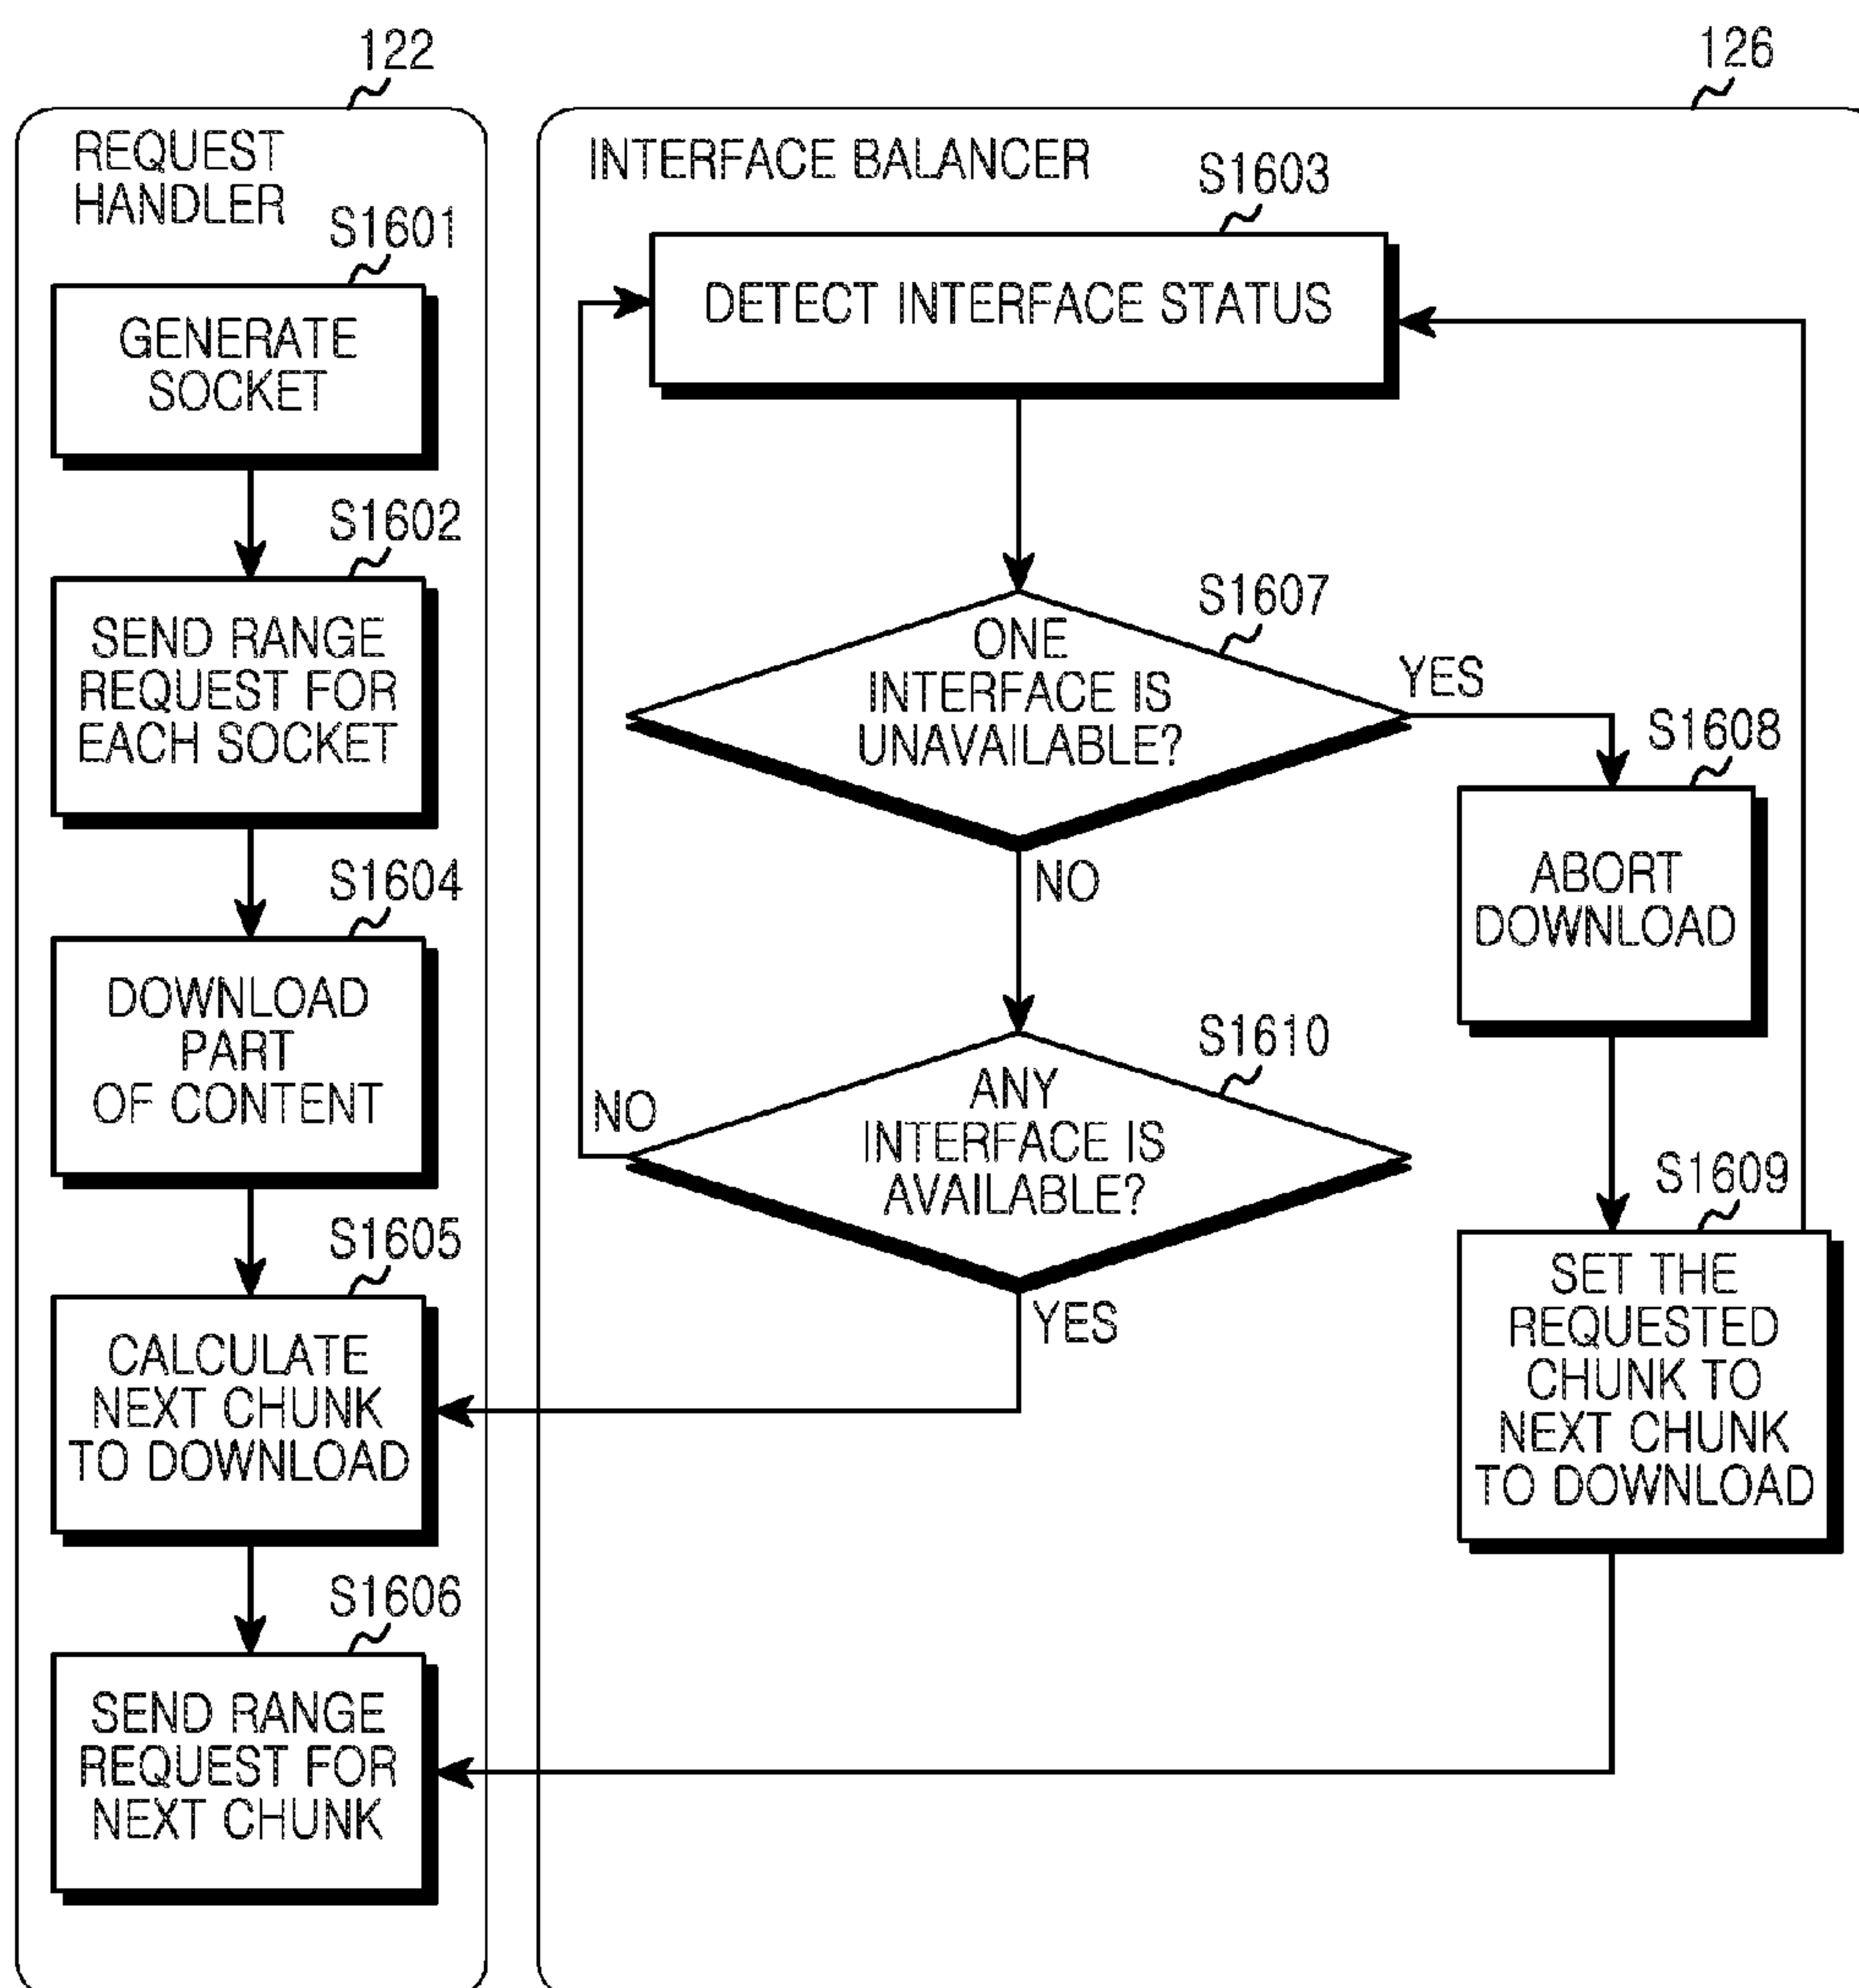 122
126
REQUEST
HANDLER
INTERFACE BALANCER
S1601
GENERATE
SOCKET
S1602
SEND RANGE
REQUEST FOR
EACH SOCKET
S1604
DOWNLOAD
PART
OF CONTENT
S1605
CALCULATE
NEXT CHUNK
TO DOWNLOAD
S1606
SEND RANGE
REQUEST FOR
NEXT CHUNK
S1603
DETECT INTERFACE STATUS
S1607
ONE
INTERFACE IS
UNAVAILABLE?
YES
NO
S1608
ABORT
DOWNLOAD
S1610
ANY
INTERFACE IS
AVAILABLE?
NO
YES
S1609
SET THE
REQUESTED
CHUNK TO
NEXT CHUNK
TO DOWNLOAD